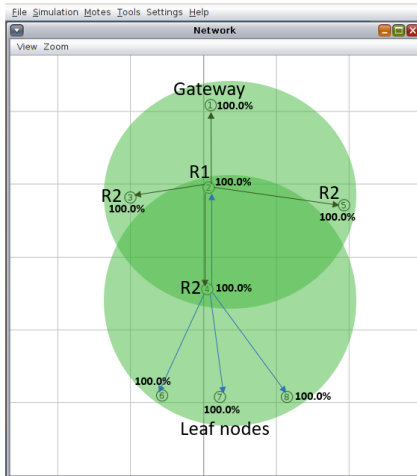 File Simulation Motes Tools Settings Help
Network
View Zoom
Gateway
1 100.0%
R1
2 100.0%
R2 3 100.0%
R2 5 100.0%
R2 4 100.0%
100.0% 6
7 100.0%
8 100.0%
Leaf nodes